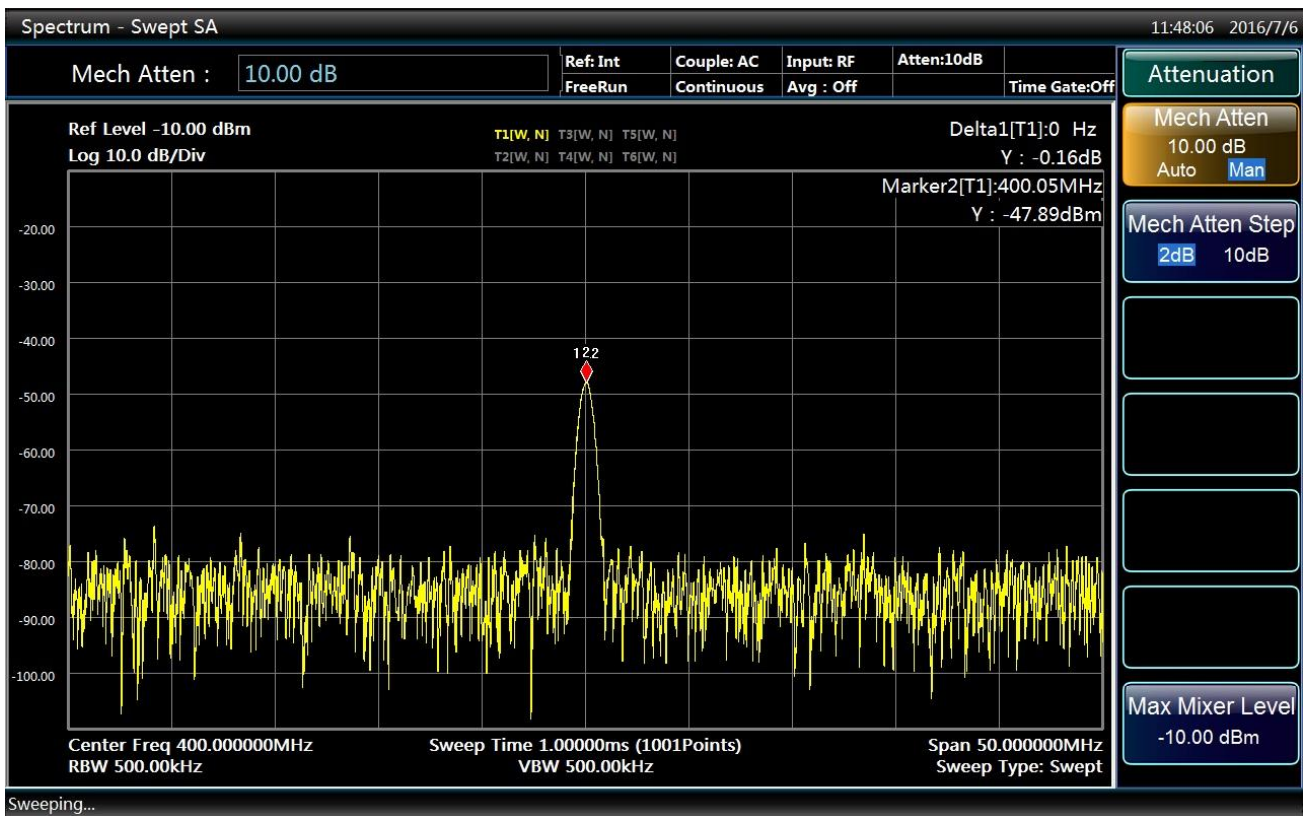 Spectrum - Swept SA
11:48:06 2016/7/6
Mech Atten : 10.00 dB
Ref: Int
Couple: AC
Input: RF
Atten:10dB
FreeRun
Continuous
Avg : Off
Time Gate:Off
Attenuation
Ref Level -10.00 dBm
Log 10.0 dB/Div
T1[W, N] T3[W, N] T5[W, N]
T2[W, N] T4[W, N] T6[W, N]
Delta1[T1]:0 Hz
Y : -0.16dB
Marker2[T1]:400.05MHz
Y : -47.89dBm
-20.00
-30.00
-40.00
-50.00
-60.00
-70.00
-80.00
-90.00
-100.00
Center Freq 400.000000MHz
Sweep Time 1.00000ms (1001Points)
Span 50.000000MHz
RBW 500.00kHz
VBW 500.00kHz
Sweep Type: Swept
Mech Atten
10.00 dB
Auto Man
Mech Atten Step
2dB 10dB
Max Mixer Level
-10.00 dBm
Sweeping...